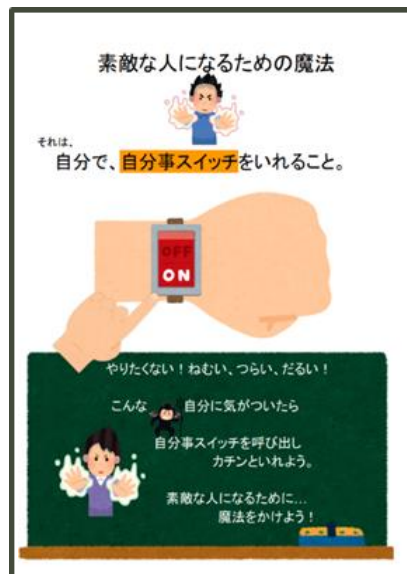 素敵な人になるための魔法
それは、
自分で、自分事スイッチをいれること。
OFF
ON
やりたくない！ねむい、つらい、だるい！
こんな 自分に気がついたら
自分事スイッチを呼び出し
カチンといれよう。
素敵な人になるために…
魔法をかけよう！